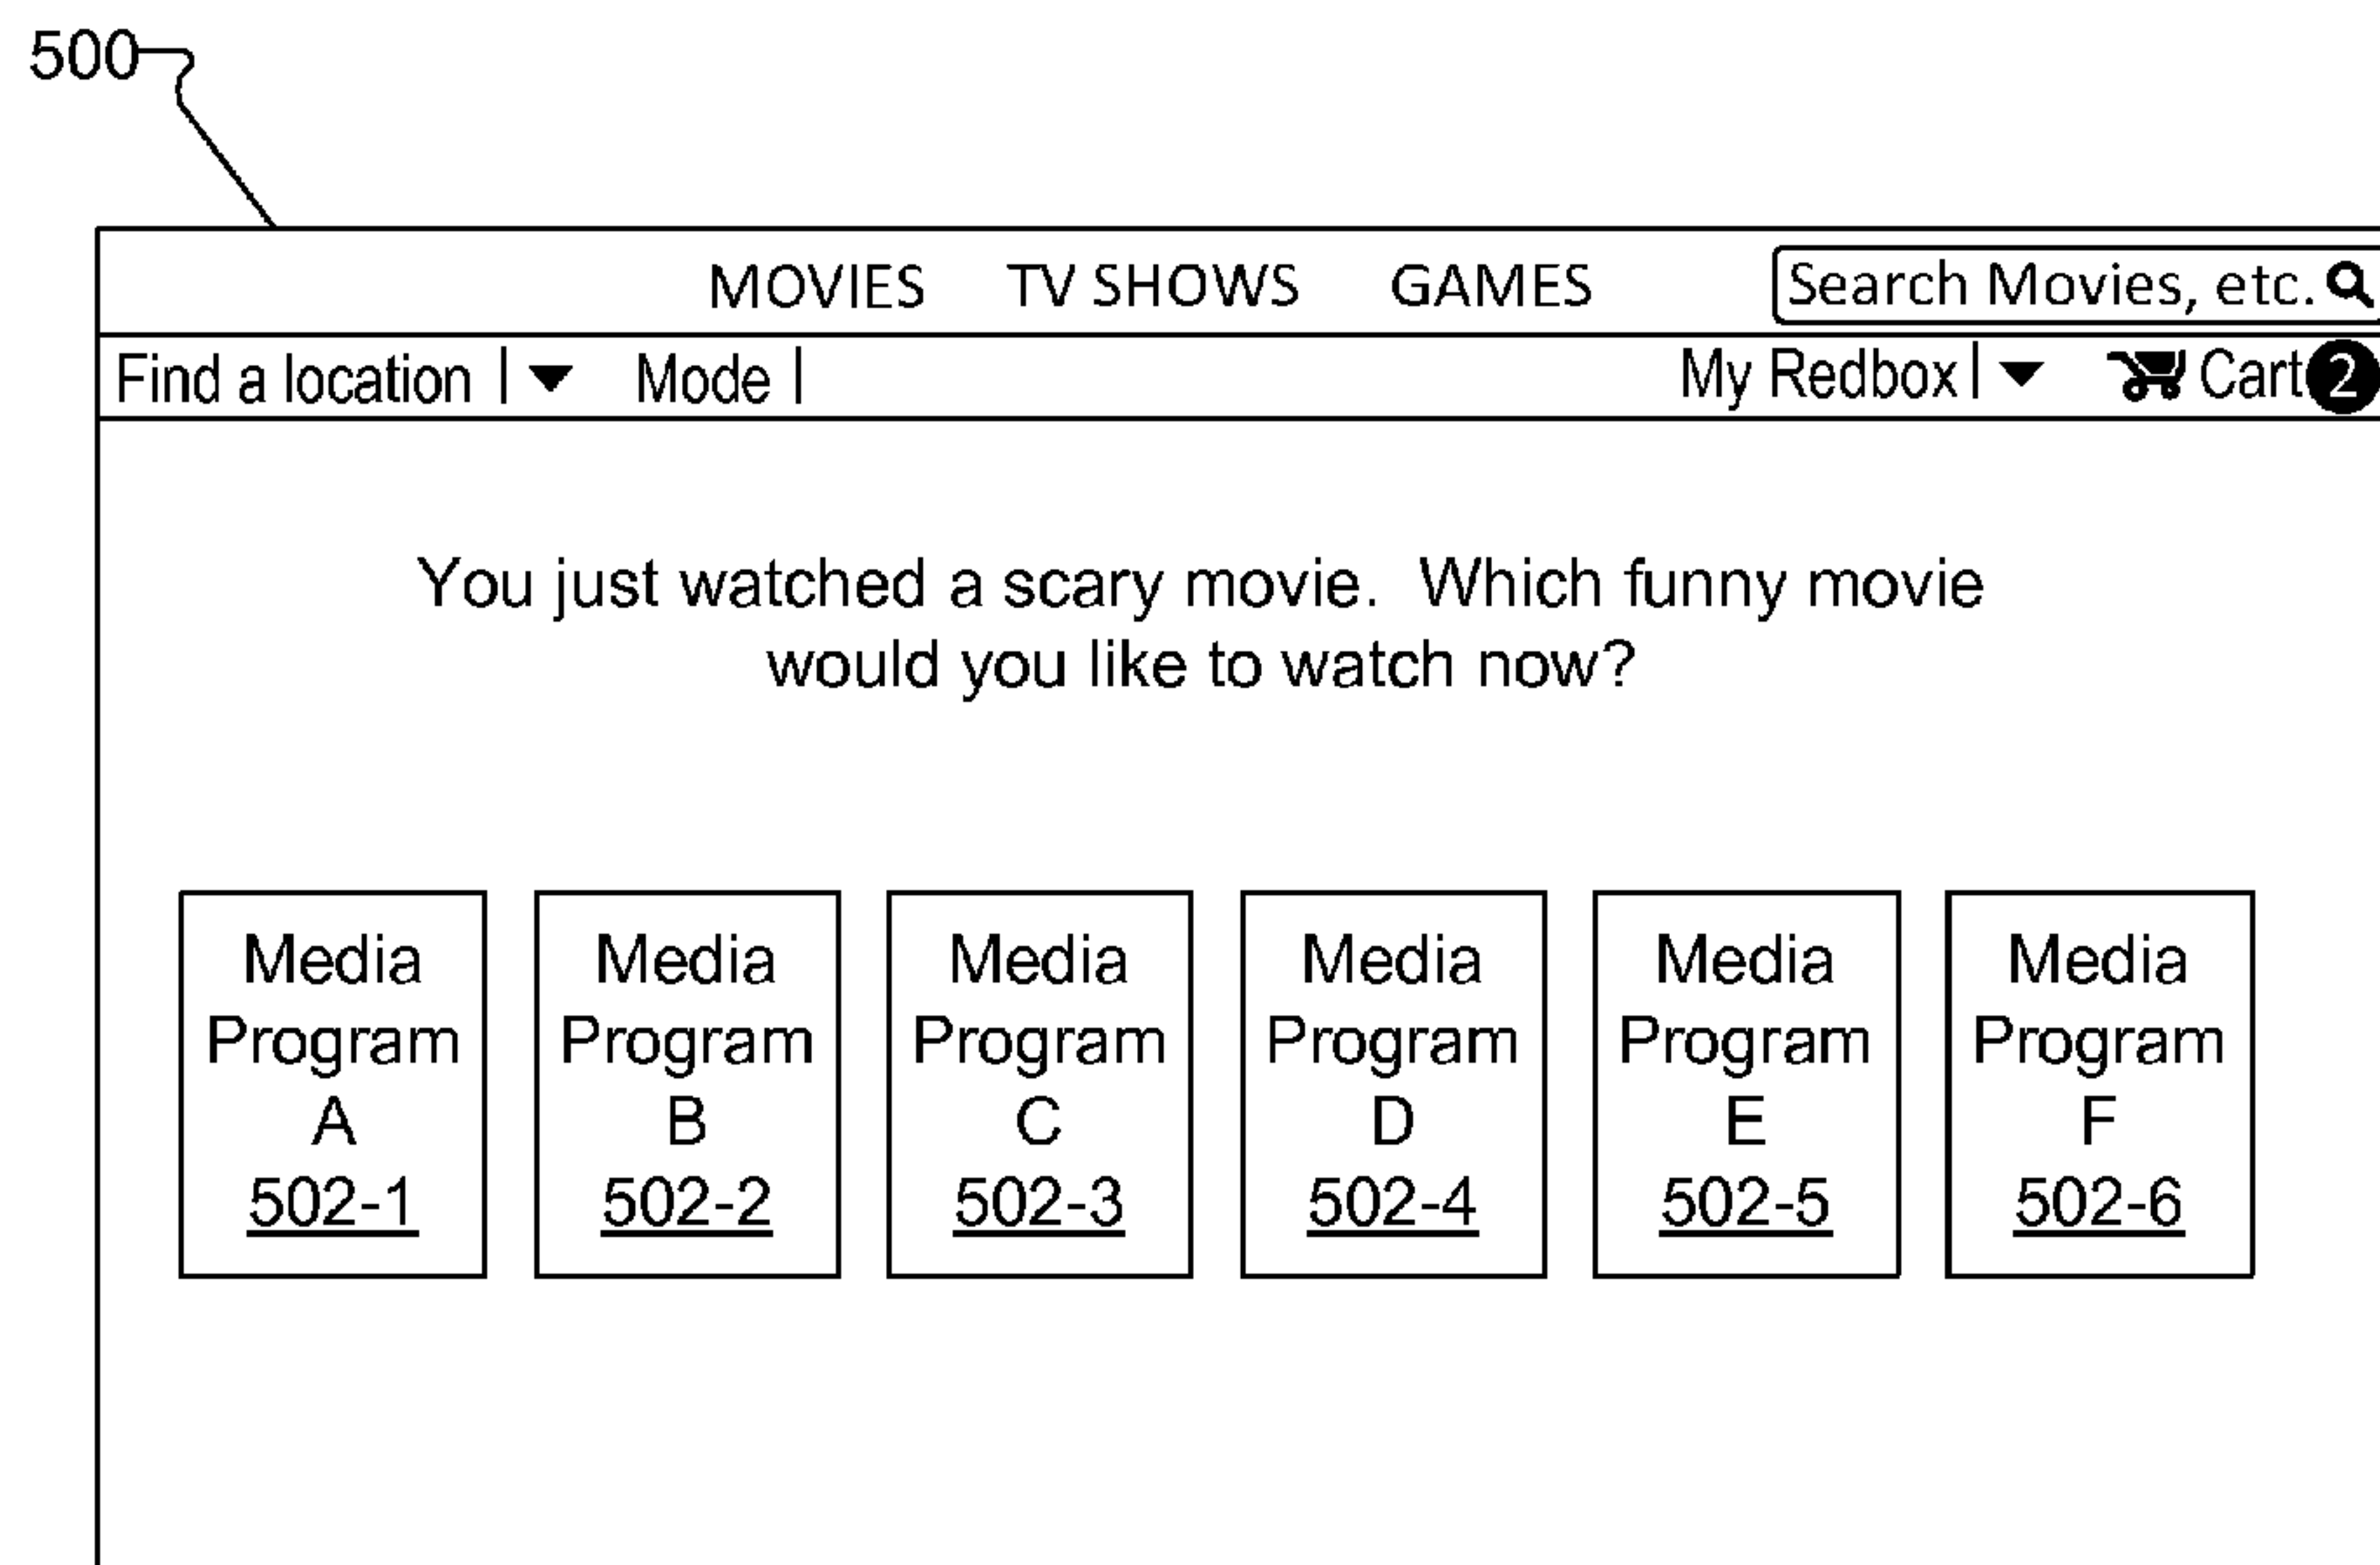 500
MOVIES TV SHOWS GAMES Search Movies, etc.
Find a location Mode My Redbox Cart 2
You just watched a scary movie. Which funny movie
would you like to watch now?
Media Media Media Media Media Media
Program Program Program Program Program Program
A B C D E F
502-1 502-2 502-3 502-4 502-5 502-6